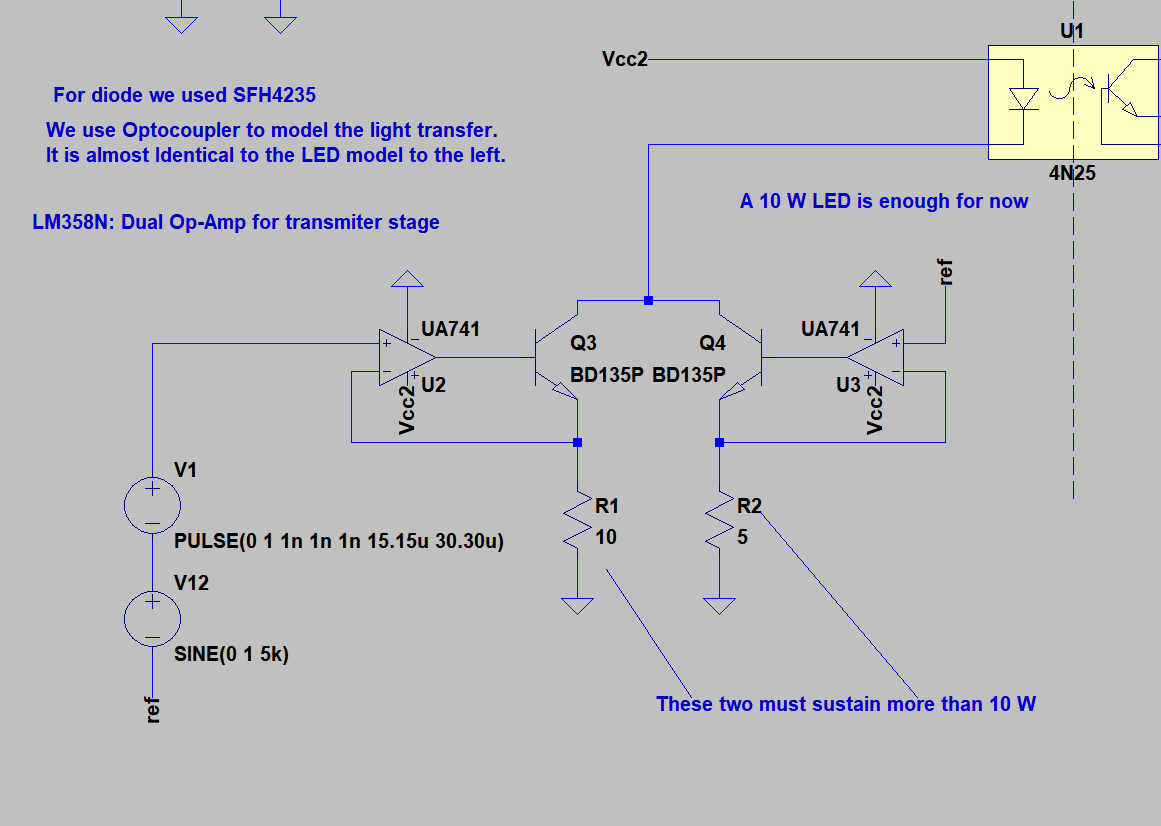 U1
Vcc2
For diode we used SFH4235
We use Optocoupler to model the light transfer.
It is almost Identical to the LED model to the left.
4N25
A 10 W LED is enough for now
LM358N: Dual Op-Amp for transmiter stage
ref
UA741
UA741
Q3
Q4
BD135P
BD135P
U2
U3
Vcc2
Vcc2
V1
R1
R2
10
5
PULSE(0 1 1n 1n 1n 15.15u 30.30u)
V12
SINE(0 1 5k)
ref
These two must sustain more than 10 W